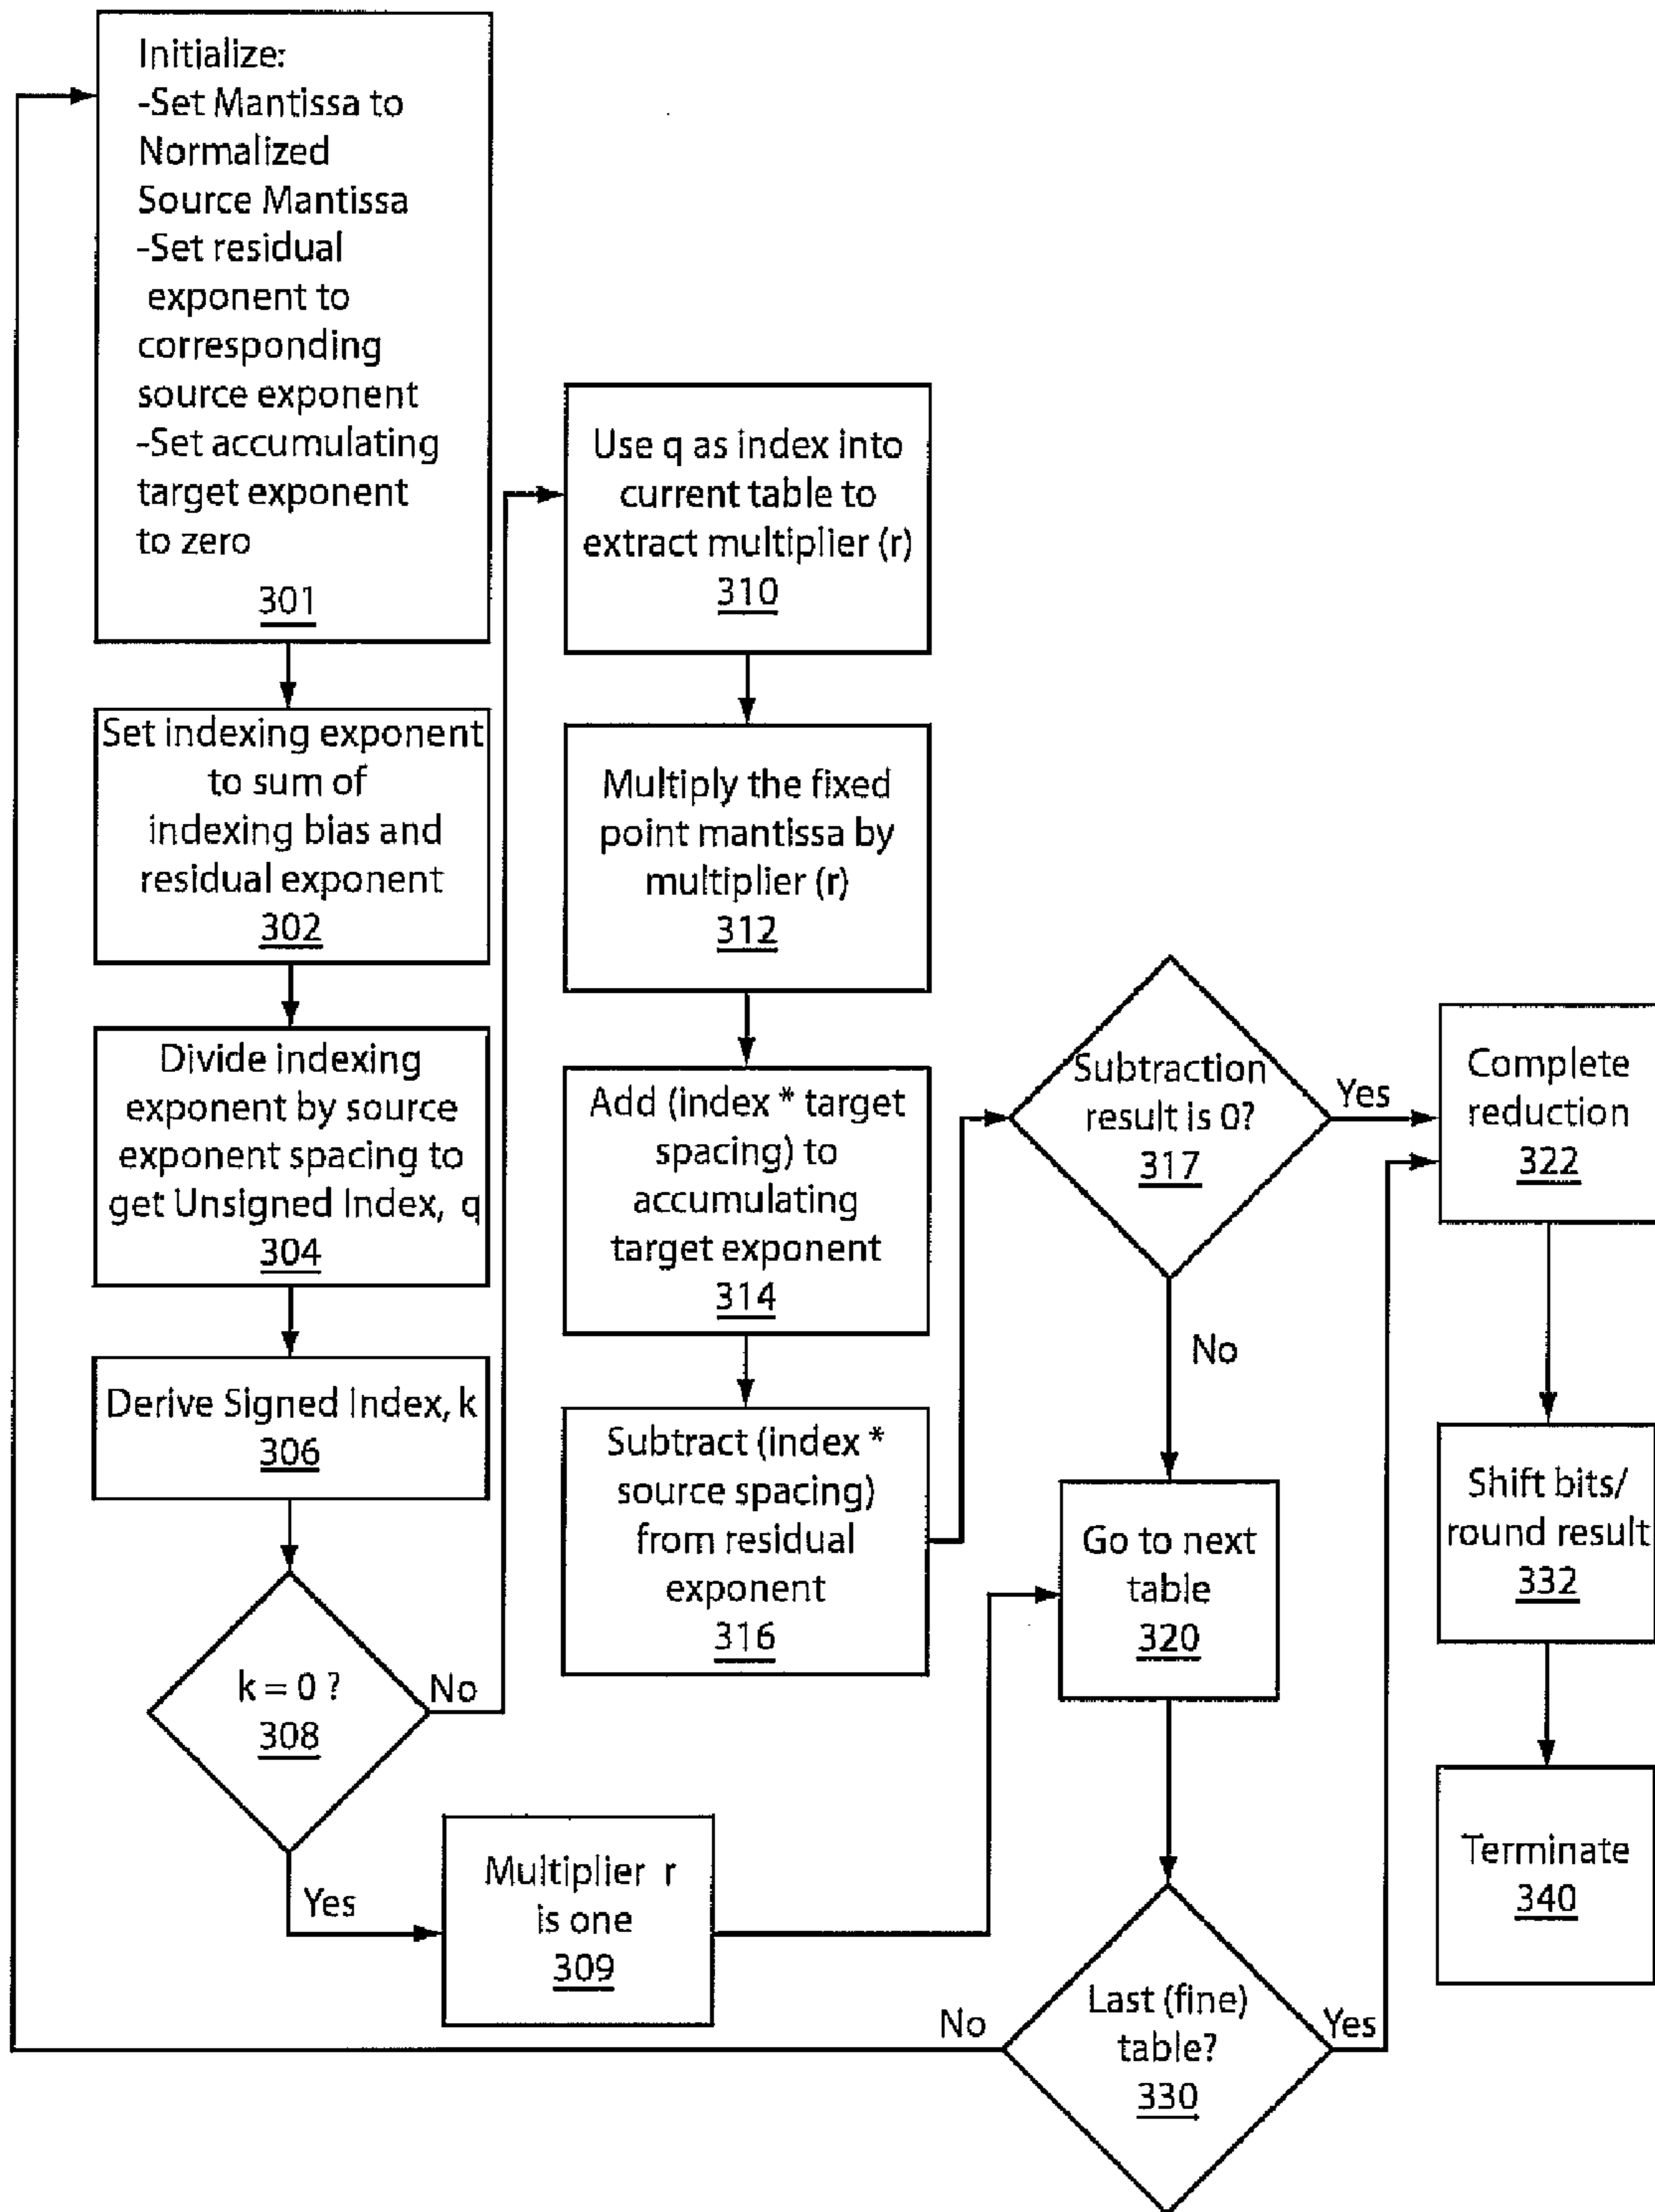 Initialize:
-Set Mantissa to
Normalized
Source Mantissa
-Set residual
exponent to
corresponding
source exponent
-Set accumulating
target exponent
to zero
301
Set indexing exponent
to sum of
indexing bias and
residual exponent
302
Divide indexing
exponent by source
exponent spacing to
get Unsigned Index, q
304
Derive Signed Index, k
306
k = 0 ?
308
No
Yes
Multiplier r
is one
309
Use q as index into
current table to
extract multiplier (r)
310
Multiply the fixed
point mantissa by
multiplier (r)
312
Add (index * target
spacing) to
accumulating
target exponent
314
Subtract (index *
source spacing)
from residual
exponent
316
Subtraction
result is 0?
317
Yes
No
Go to next
table
320
Last (fine)
table?
330
No
Yes
Complete
reduction
322
Shift bits/
round result
332
Terminate
340